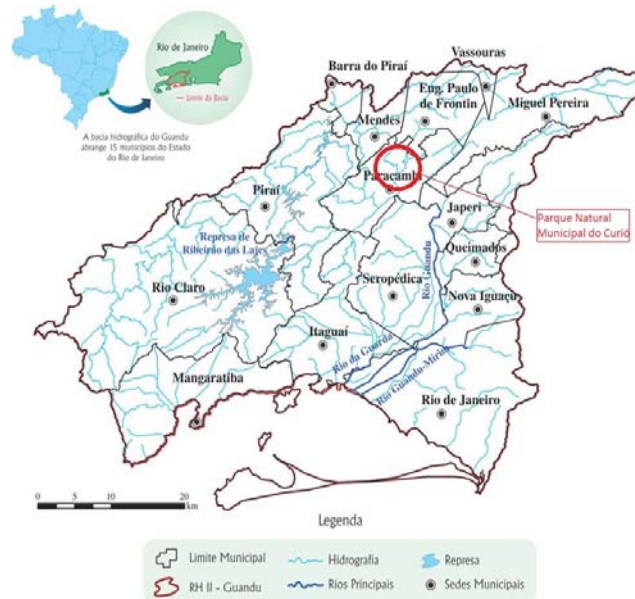 Rio de Janeiro
Limite da Bacia
A bacia hidrográfica do Guandu
abrange 15 municípios do Estado
do Rio de Janeiro
Vassouras
Barra do Piraí
Eng. Paulo
de Frontin
Miguel Pereira
Mendes
Paracambi
Piraí
Japeri
Parque Natural
Municipal do Curió
Represa de
Ribeirão das Lajes
Queimados
Rio Guandu
Seropédica
Rio Claro
Nova Iguaçu
Itaguaí
Rio da Guarda
Rio Guandu-Mirim
Mangaratiba
Rio de Janeiro
0 5 10 20
km
Legenda
Limite Municipal
Hidrografia
Represa
RH II - Guandu
Rios Principais
Sedes Municipais